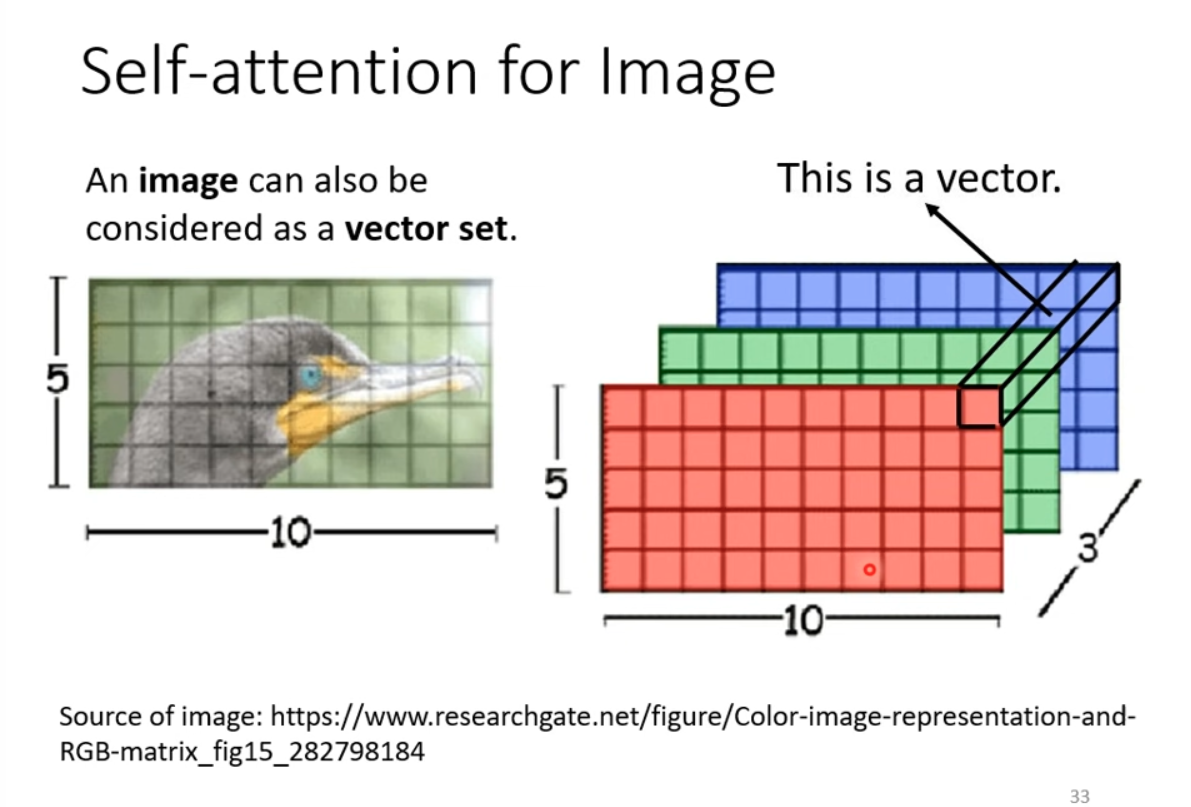 Self-attention for Image
An image can also be
considered as a vector set.
This is a vector.
5
10
5
10
3
Source of image: https://www.researchgate.net/figure/Color-image-representation-and-
RGB-matrix_fig15_282798184
33